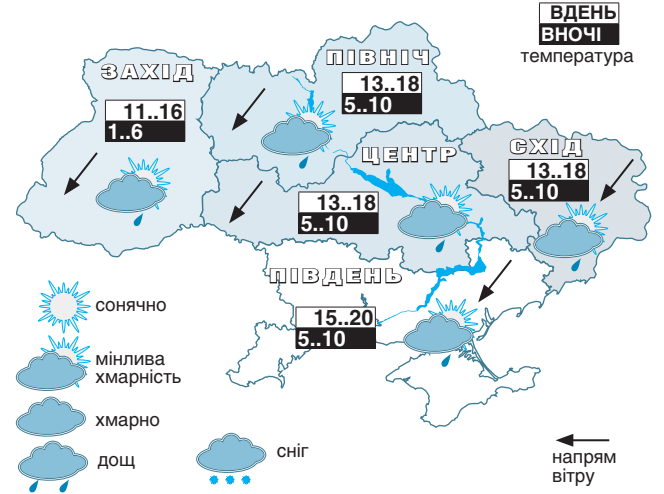 ВДЕНЬ
ВНОЧІ
температура
ПІВНІЧ
13..18
5..10
ЗАХІД
11..16
1..6
ЦЕНТР
13..18
5..10
СХІД
13..18
5..10
ПІВДЕНЬ
15..20
5..10
сонячно
мінлива
хмарність
хмарно
дощ
сніг
напрям
вітру